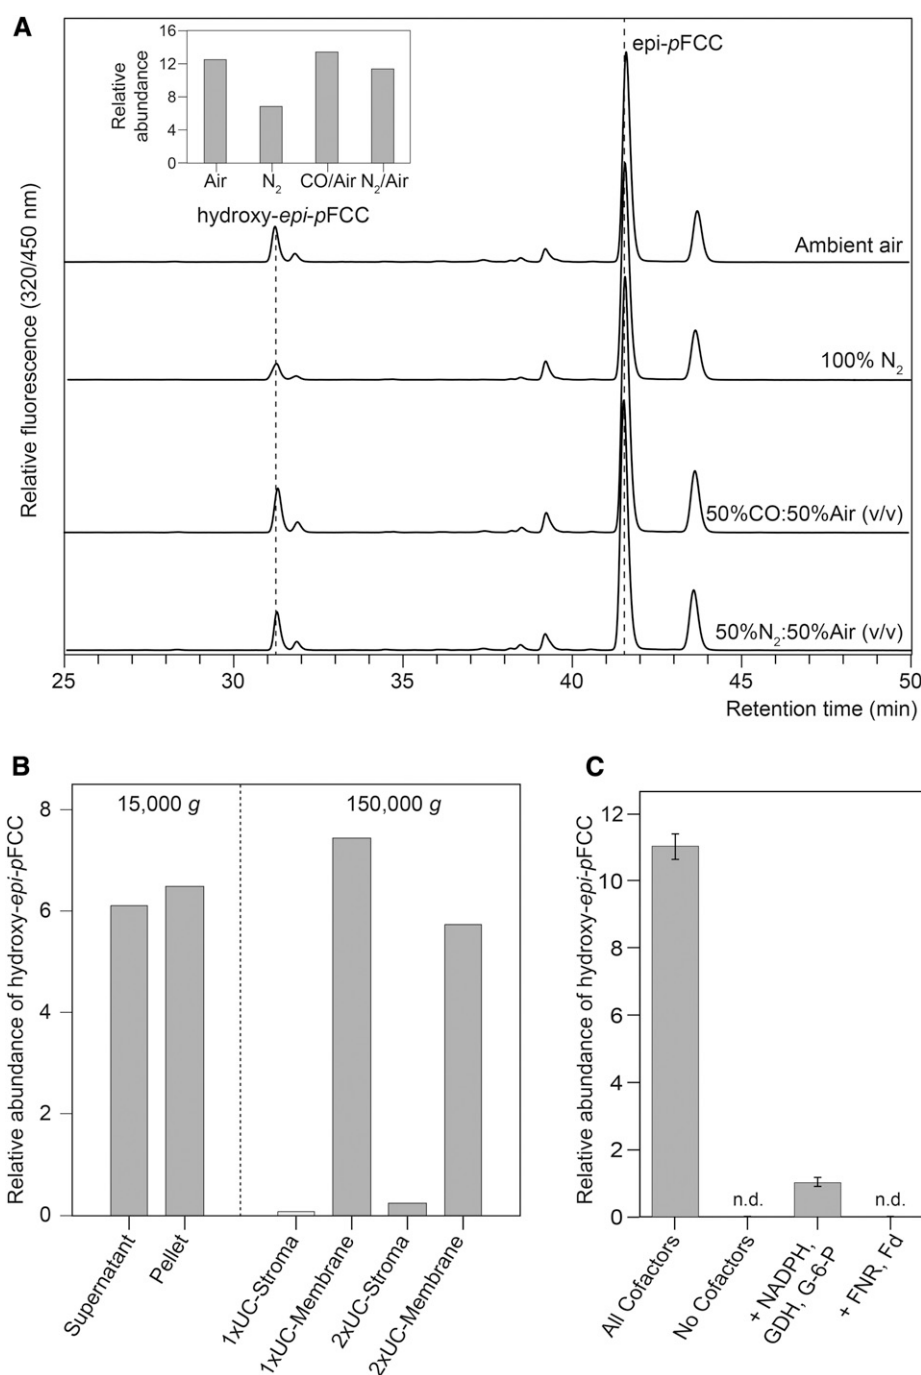 A
epi-pFCC
16
12
8
4
0
Relative
abundance
Air
N₂
CO/Air
N₂/Air
hydroxy-epi-pFCC
Ambient air
100% N₂
50%CO:50%Air (v/v)
50%N₂:50%Air (v/v)
Relative fluorescence (320/450 nm)
25
30
35
40
45
50
Retention time (min)
B
15,000 g
150,000 g
8
6
4
2
0
Relative abundance of hydroxy-epi-pFCC
Supernatant
Pellet
1xUC-Stroma
1xUC-Membrane
2xUC-Stroma
2xUC-Membrane
C
12
10
8
6
4
2
0
Relative abundance of hydroxy-epi-pFCC
n.d.
n.d.
All Cofactors
No Cofactors
+ NADPH,
GDH, G-6-P
+ FNR, Fd